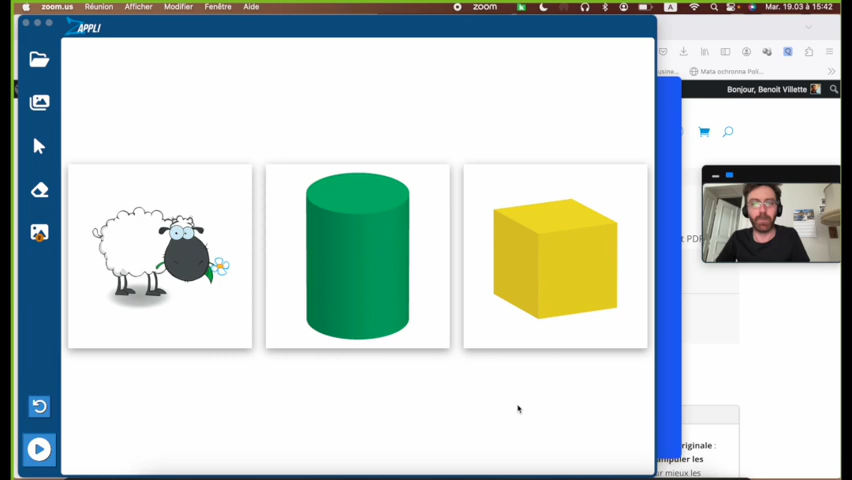 zoom.us Réunion Afficher Modifier Fenêtre Aide
zoom
A
Mar. 19.03 à 15:42
APPLI
Mata ochronna Poli...
Bonjour, Benoit Villette
t PDF
riginale :
ipuler les
ur mieux les